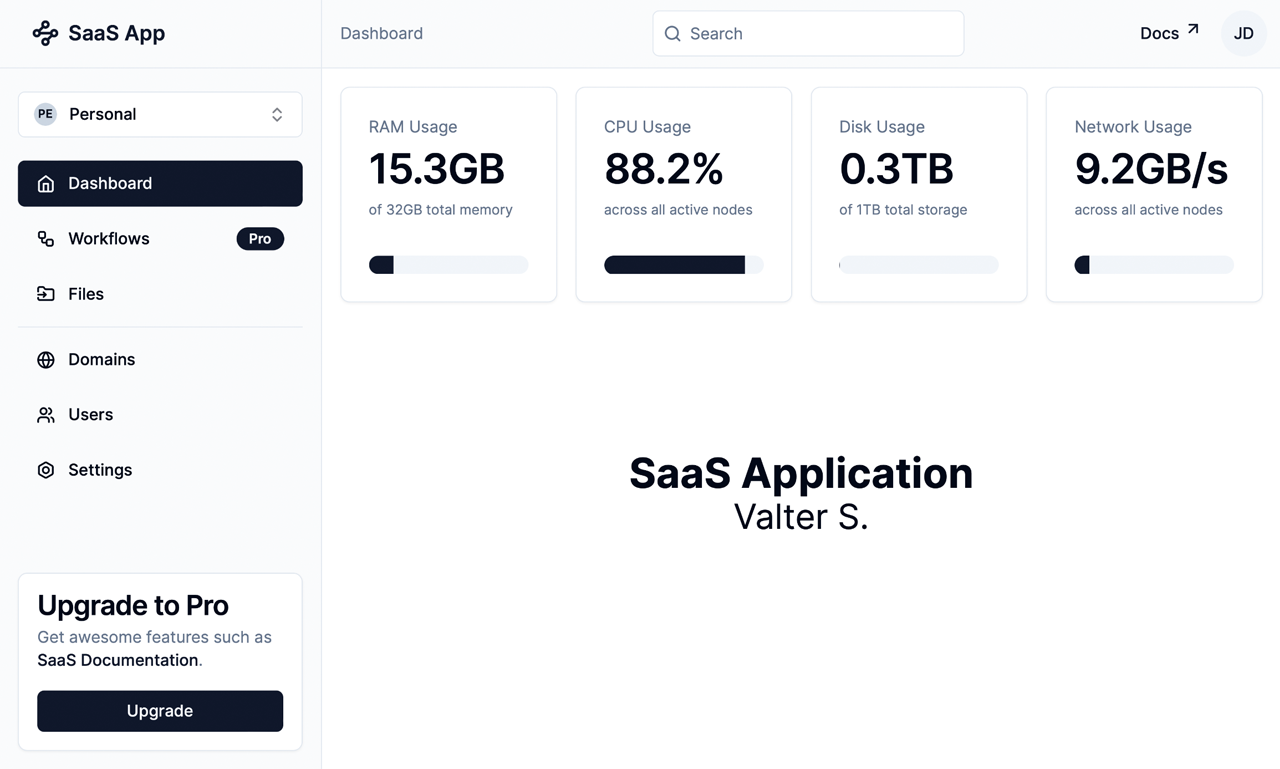 SaaS App
Dashboard
Search
Docs
JD
PE
Personal
Dashboard
Workflows
Pro
Files
Domains
Users
Settings
Upgrade to Pro
Get awesome features such as
SaaS Documentation.
Upgrade
RAM Usage
15.3GB
of 32GB total memory
CPU Usage
88.2%
across all active nodes
Disk Usage
0.3TB
of 1TB total storage
Network Usage
9.2GB/s
across all active nodes
SaaS Application
Valter S.